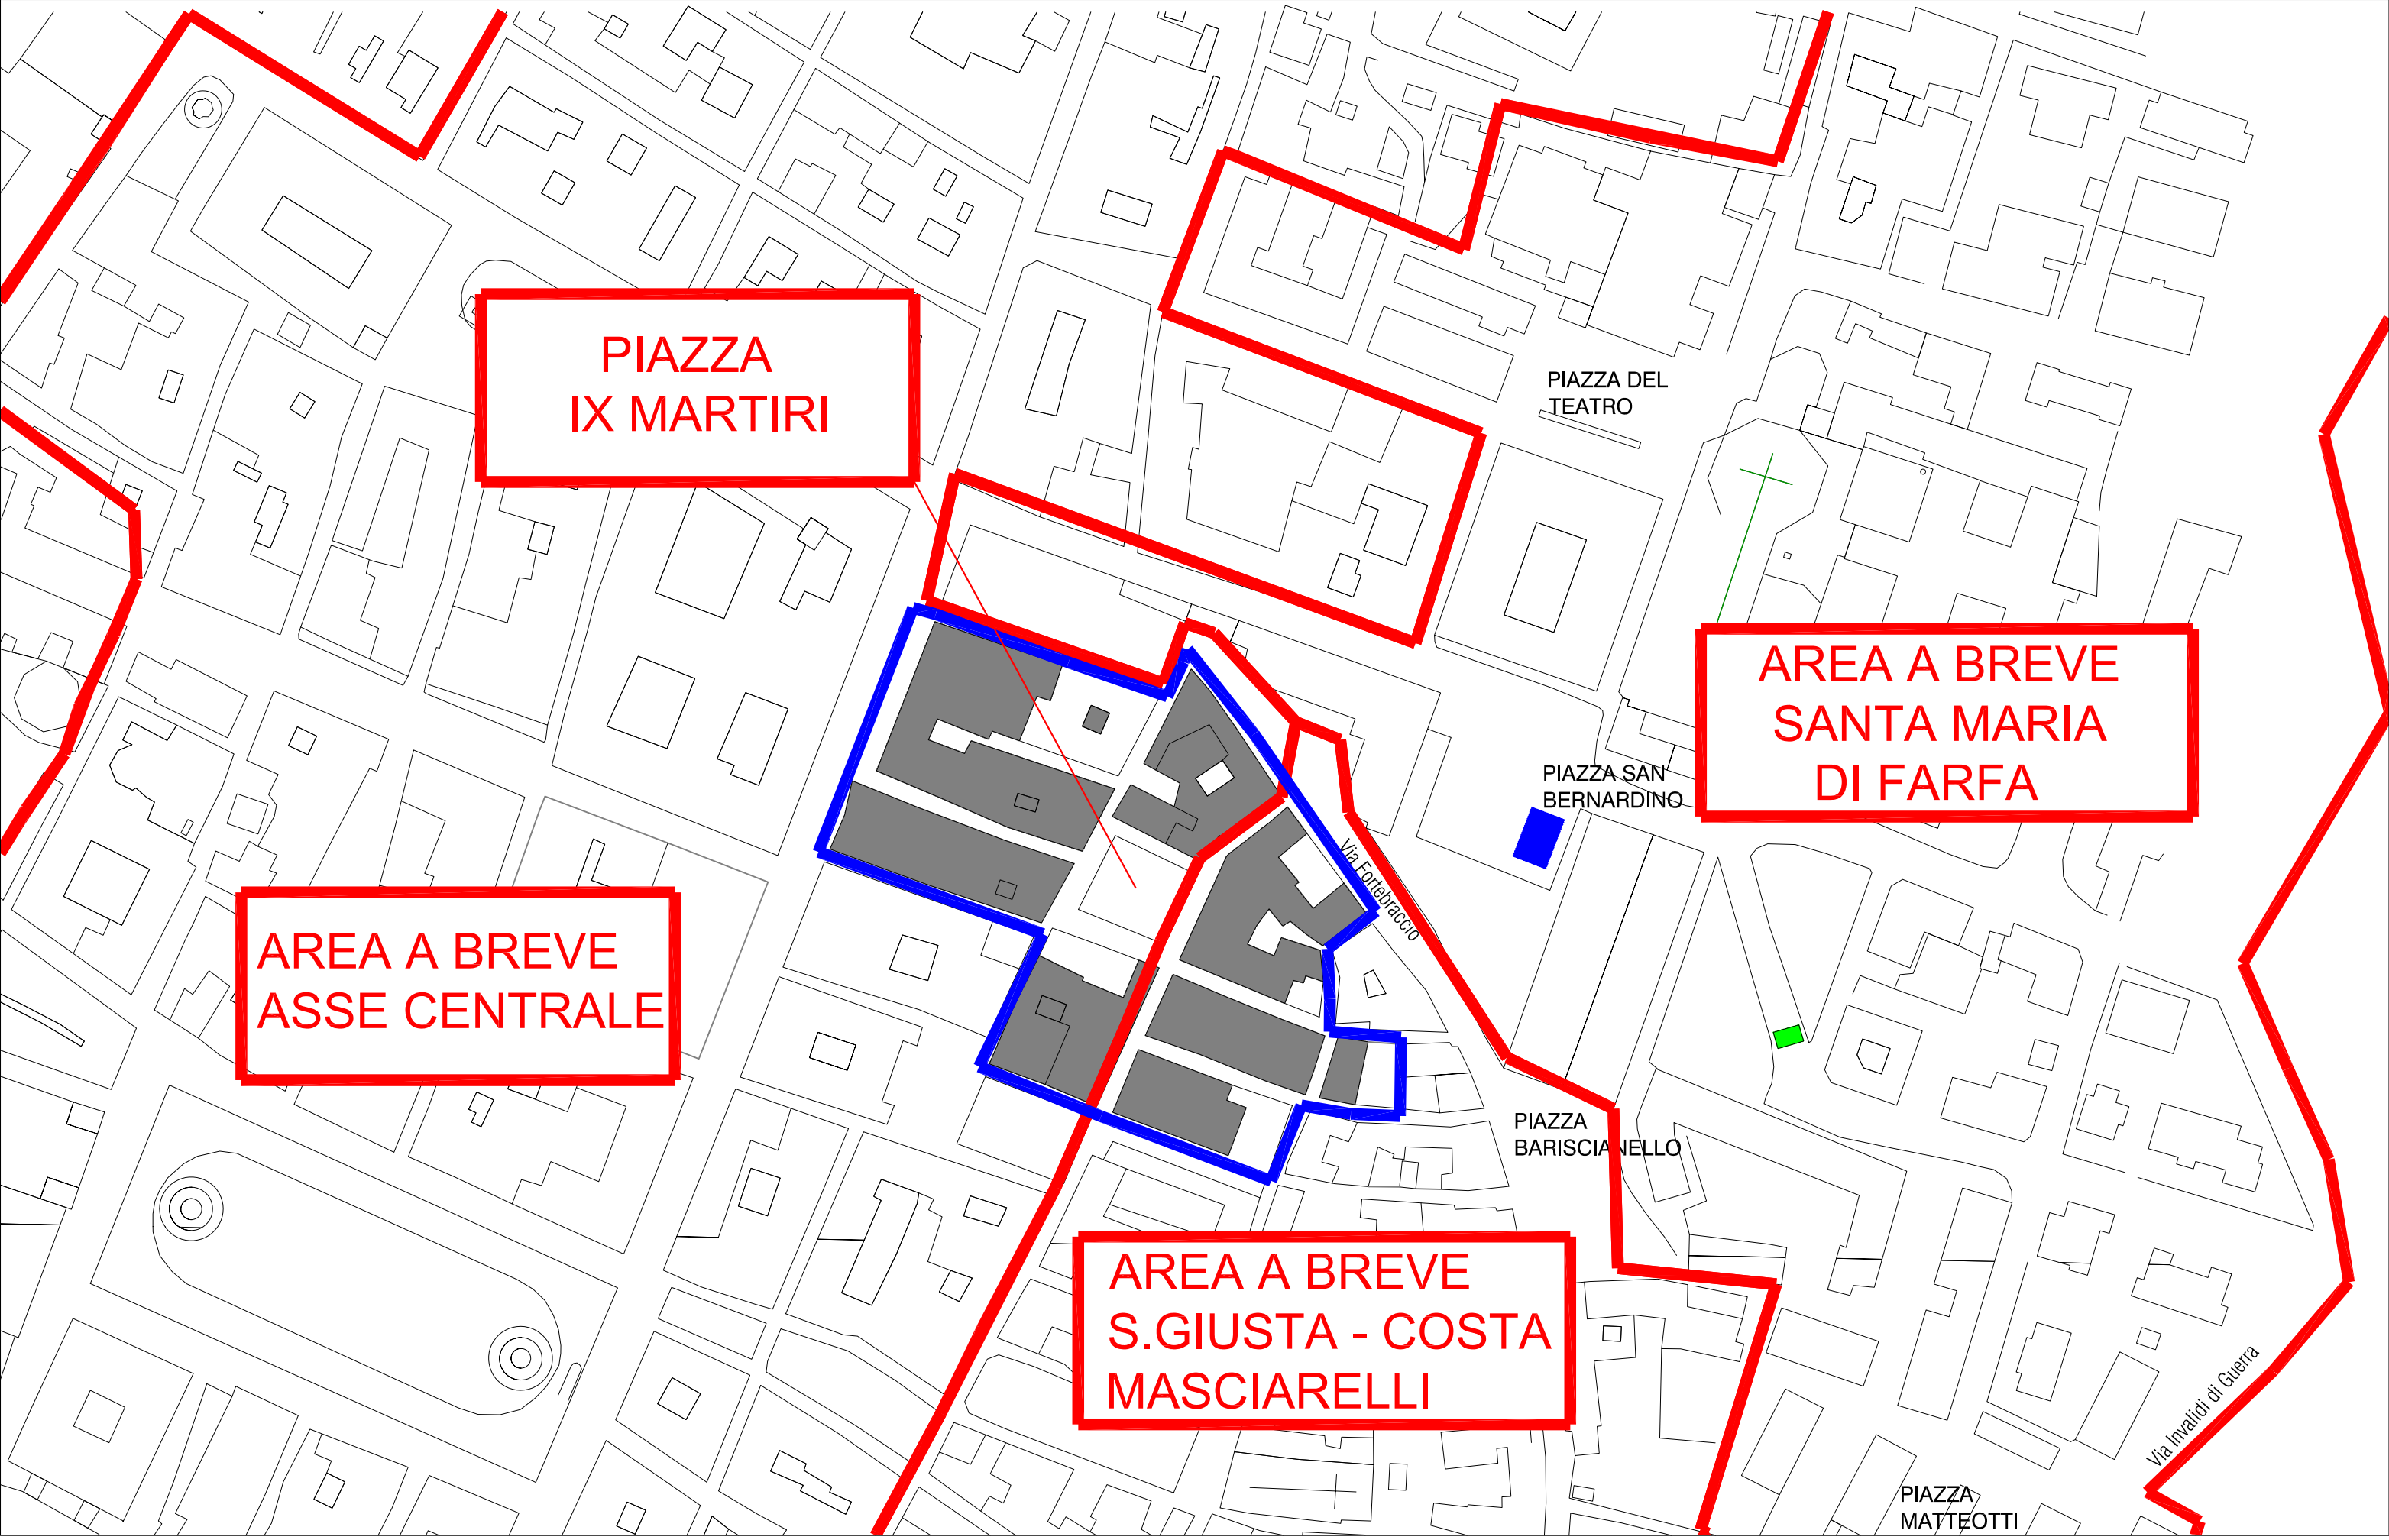 PIAZZA
IX MARTIRI
PIAZZA DEL
TEATRO
AREA A BREVE
SANTA MARIA
DI FARFA
PIAZZA SAN
BERNARDINO
Via Fortebraccio
AREA A BREVE
ASSE CENTRALE
PIAZZA
BARISCIANELLO
AREA A BREVE
S.GIUSTA - COSTA
MASCIARELLI
Via Invalidi di Guerra
PIAZZA
MATTEOTTI